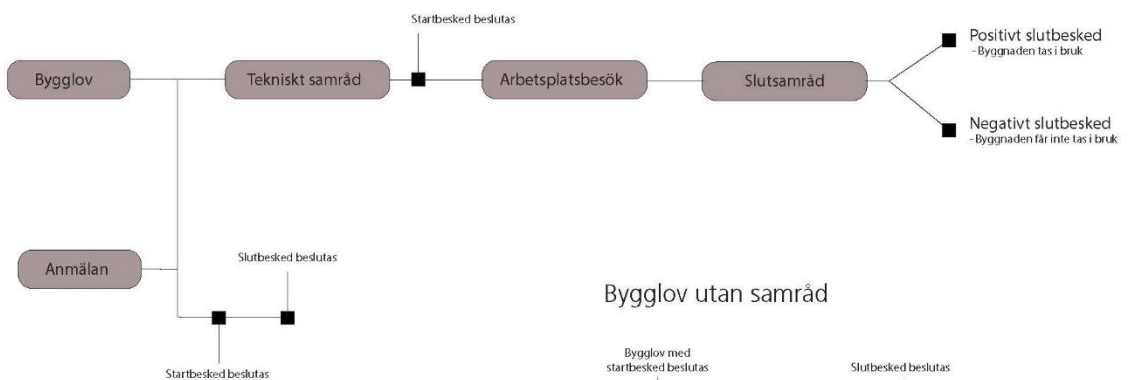 Startbesked beslutas
Positivt slutbesked
- Byggnaden tas i bruk
Bygglov
Tekniskt samråd
Arbetsplatsbesök
Slutsamråd
Negativt slutbesked
- Byggnaden får inte tas i bruk
Anmälan
Slutbesked beslutas
Startbesked beslutas
Bygglov utan samråd
Bygglov med
startbesked beslutas
Slutbesked beslutas